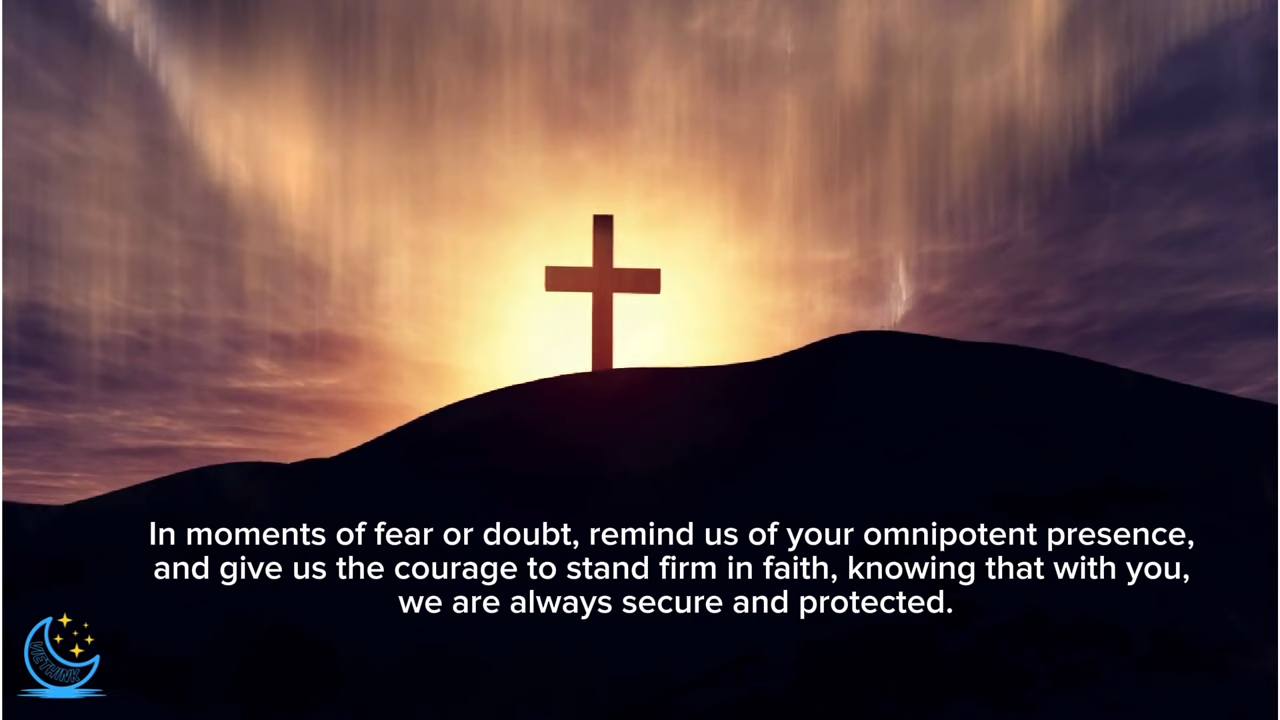 In moments of fear or doubt, remind us of your omnipotent presence,
and give us the courage to stand firm in faith, knowing that with you,
we are always secure and protected.
VIETHINK